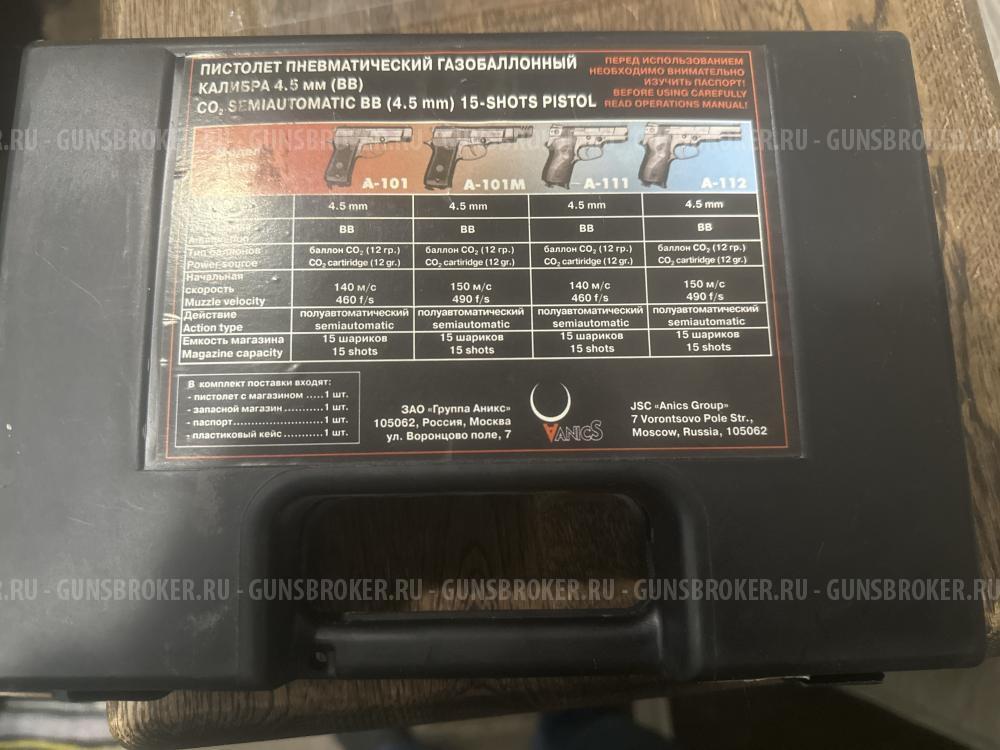 ПИСТОЛЕТ ПНЕВМАТИЧЕСКИЙ ГАЗОБАЛЛОННЫЙ
КАЛИБРА 4.5 мм (BB)
CO₂ SEMIAUTOMATIC BB (4.5 mm) 15-SHOTS PISTOL
ПЕРЕД ИСПОЛЬЗОВАНИЕМ
НЕОБХОДИМО ВНИМАТЕЛЬНО
ИЗУЧИТЬ ПАСПОРТ!
BEFORE USING CAREFULLY
READ OPERATIONS MANUAL!
GUNSBROKER.RU - GUNSBROKER.RU - GUNSBROKER.RU - GUNSBROKER.RU - GUNSBROKER.RU
A-101 A-101M A-111 A-112
4.5 mm 4.5 mm 4.5 mm 4.5 mm
BB BB BB BB
Тип баллонов баллон CO₂ (12 гр.) баллон CO₂ (12 гр.) баллон CO₂ (12 гр.) баллон CO₂ (12 гр.)
Power source CO₂ cartiridge (12 gr.) CO₂ cartiridge (12 gr.) CO₂ cartiridge (12 gr.) CO₂ cartiridge (12 gr.)
Начальная
скорость 140 м/с 150 м/с 140 м/с 150 м/с
Muzzle velocity 460 f/s 490 f/s 460 f/s 490 f/s
Действие полуавтоматический полуавтоматический полуавтоматический полуавтоматический
Action type semiautomatic semiautomatic semiautomatic semiautomatic
Емкость магазина 15 шариков 15 шариков 15 шариков 15 шариков
Magazine capacity 15 shots 15 shots 15 shots 15 shots
В комплект поставки входят:
- пистолет с магазином ..... 1 шт.
- запасной магазин ........... 1 шт.
- паспорт......................... 1 шт.
- пластиковый кейс ........... 1 шт.
ЗАО «Группа Аникс»
105062, Россия, Москва
ул. Воронцово поле, 7
ANICS
JSC «Anics Group»
7 Vorontsovo Pole Str.,
Moscow, Russia, 105062
GUNSBROKER.RU - GUNSBROKER.RU - GUNSBROKER.RU - GUNSBROKER.RU - GUNSBROKER.RU